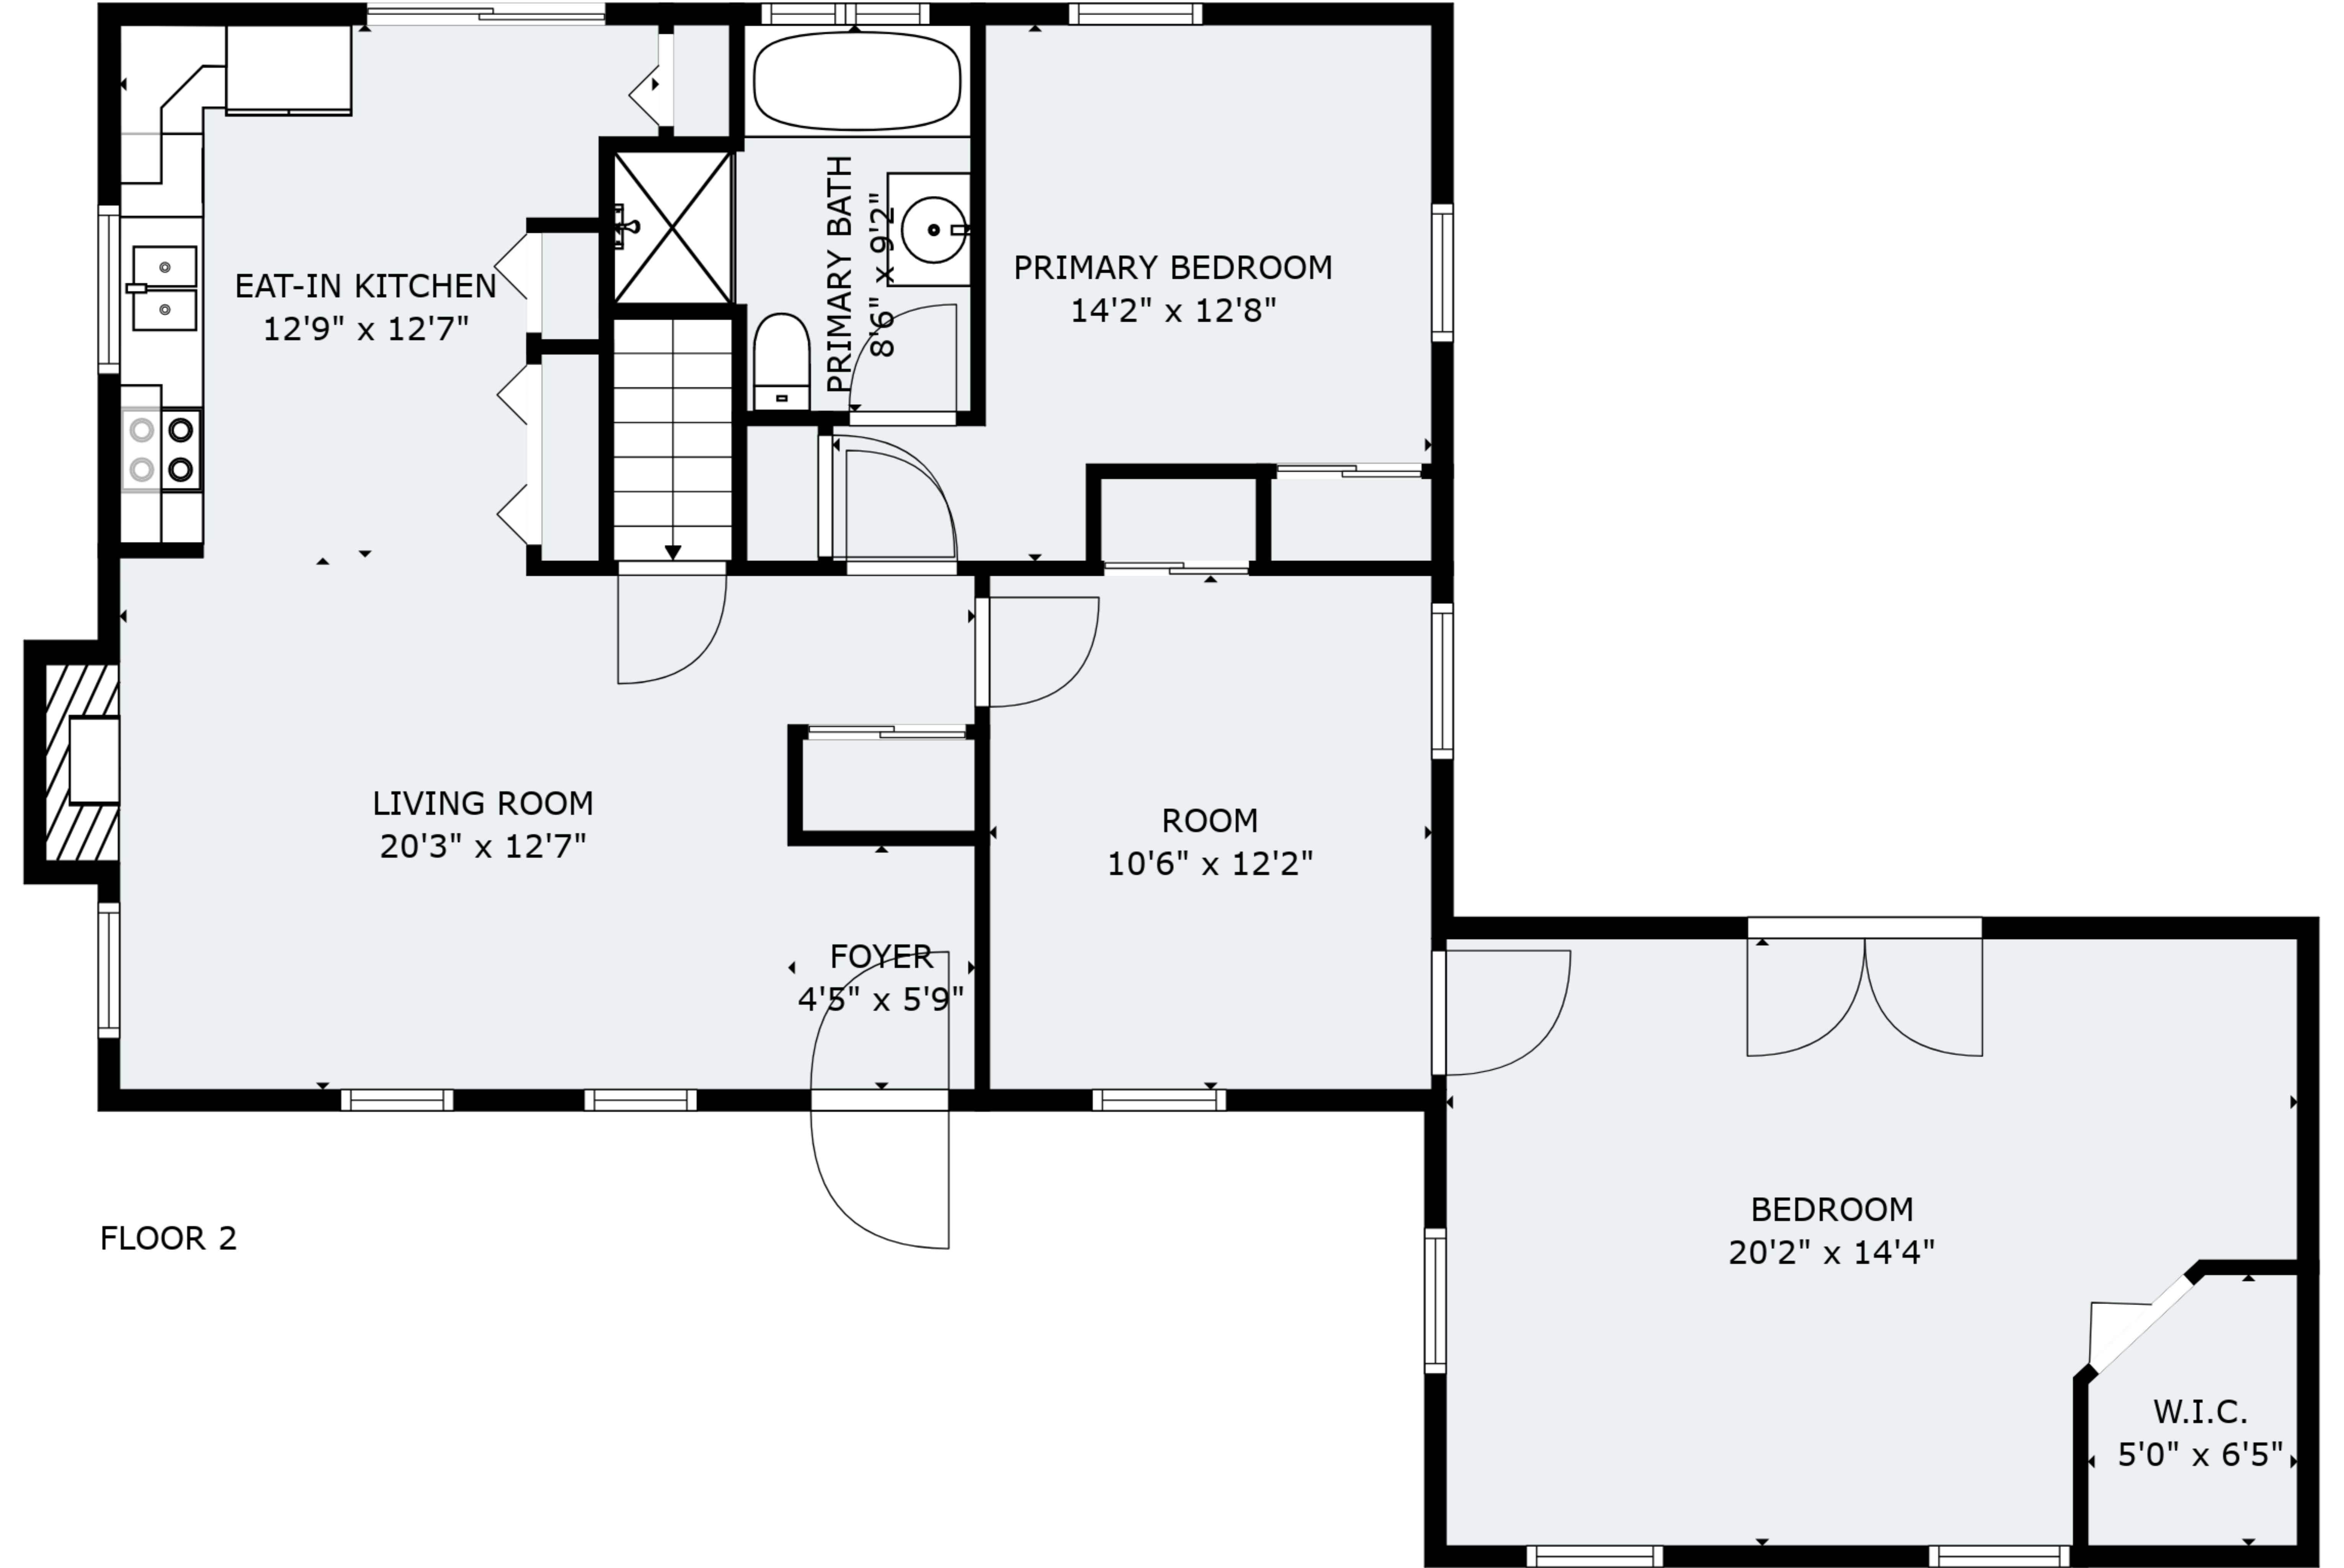 PRIMARY BATH
8'6" x 9'2"
EAT-IN KITCHEN
12'9" x 12'7"
PRIMARY BEDROOM
14'2" x 12'8"
LIVING ROOM
20'3" x 12'7"
ROOM
10'6" x 12'2"
FOYER
4'5" x 5'9"
BEDROOM
20'2" x 14'4"
FLOOR 2
W.I.C.
5'0" x 6'5"